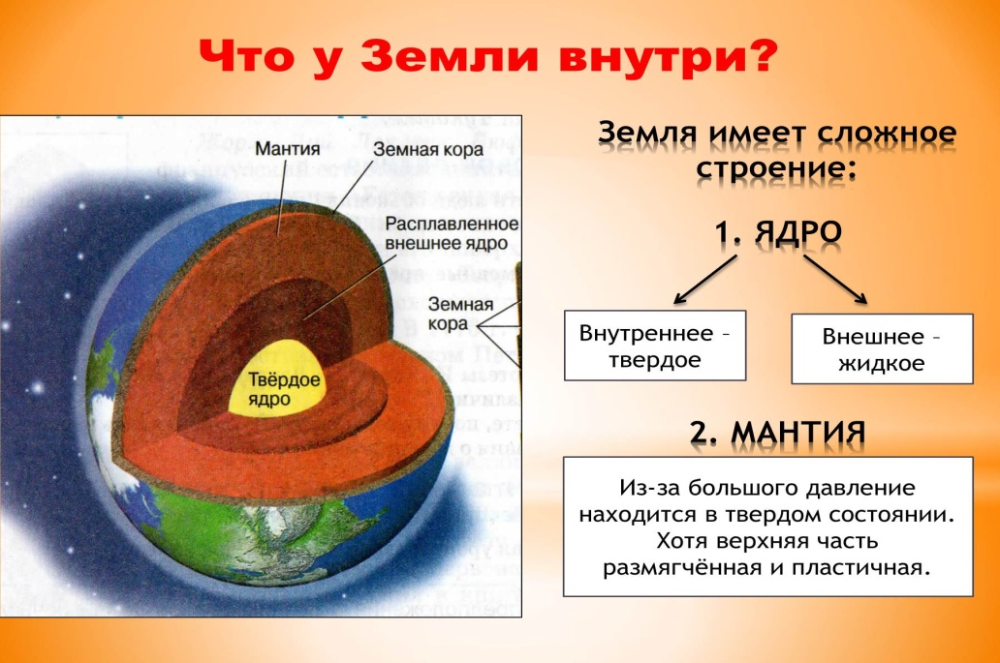 Что у Земли внутри?
Мантия
Земная кора
Расплавленное
внешнее ядро
Земная
кора
Твёрдое
ядро
Земля имеет сложное
строение:
1. ЯДРО
Внутреннее –
твердое
Внешнее –
жидкое
2. МАНТИЯ
Из-за большого давление
находится в твердом состоянии.
Хотя верхняя часть
размягчённая и пластичная.